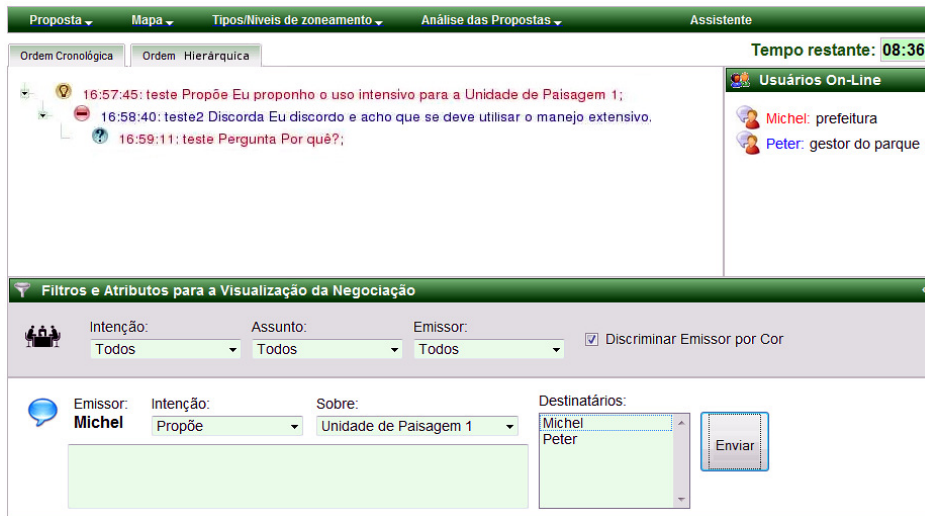 Proposta Mapa Tipos/Níveis de zoneamento Análise das Propostas Assistente
Ordem Cronológica Ordem Hierárquica Tempo restante: 08:36
16:57:45: teste Propõe Eu proponho o uso intensivo para a Unidade de Paisagem 1;
16:58:40: teste2 Discorda Eu discordo e acho que se deve utilisar o manejo extensivo.
16:59:11: teste Pergunta Por quê?;
Usuários On-Line
Michel: prefeitura
Peter: gestor do parque
Filtros e Atributos para a Visualização da Negociação
Intenção: Assunto: Emissor:
Todos Todos Todos Discriminar Emissor por Cor
Emissor: Intenção: Sobre: Destinatários:
Michel Propõe Unidade de Paisagem 1 Michel
Peter
Enviar